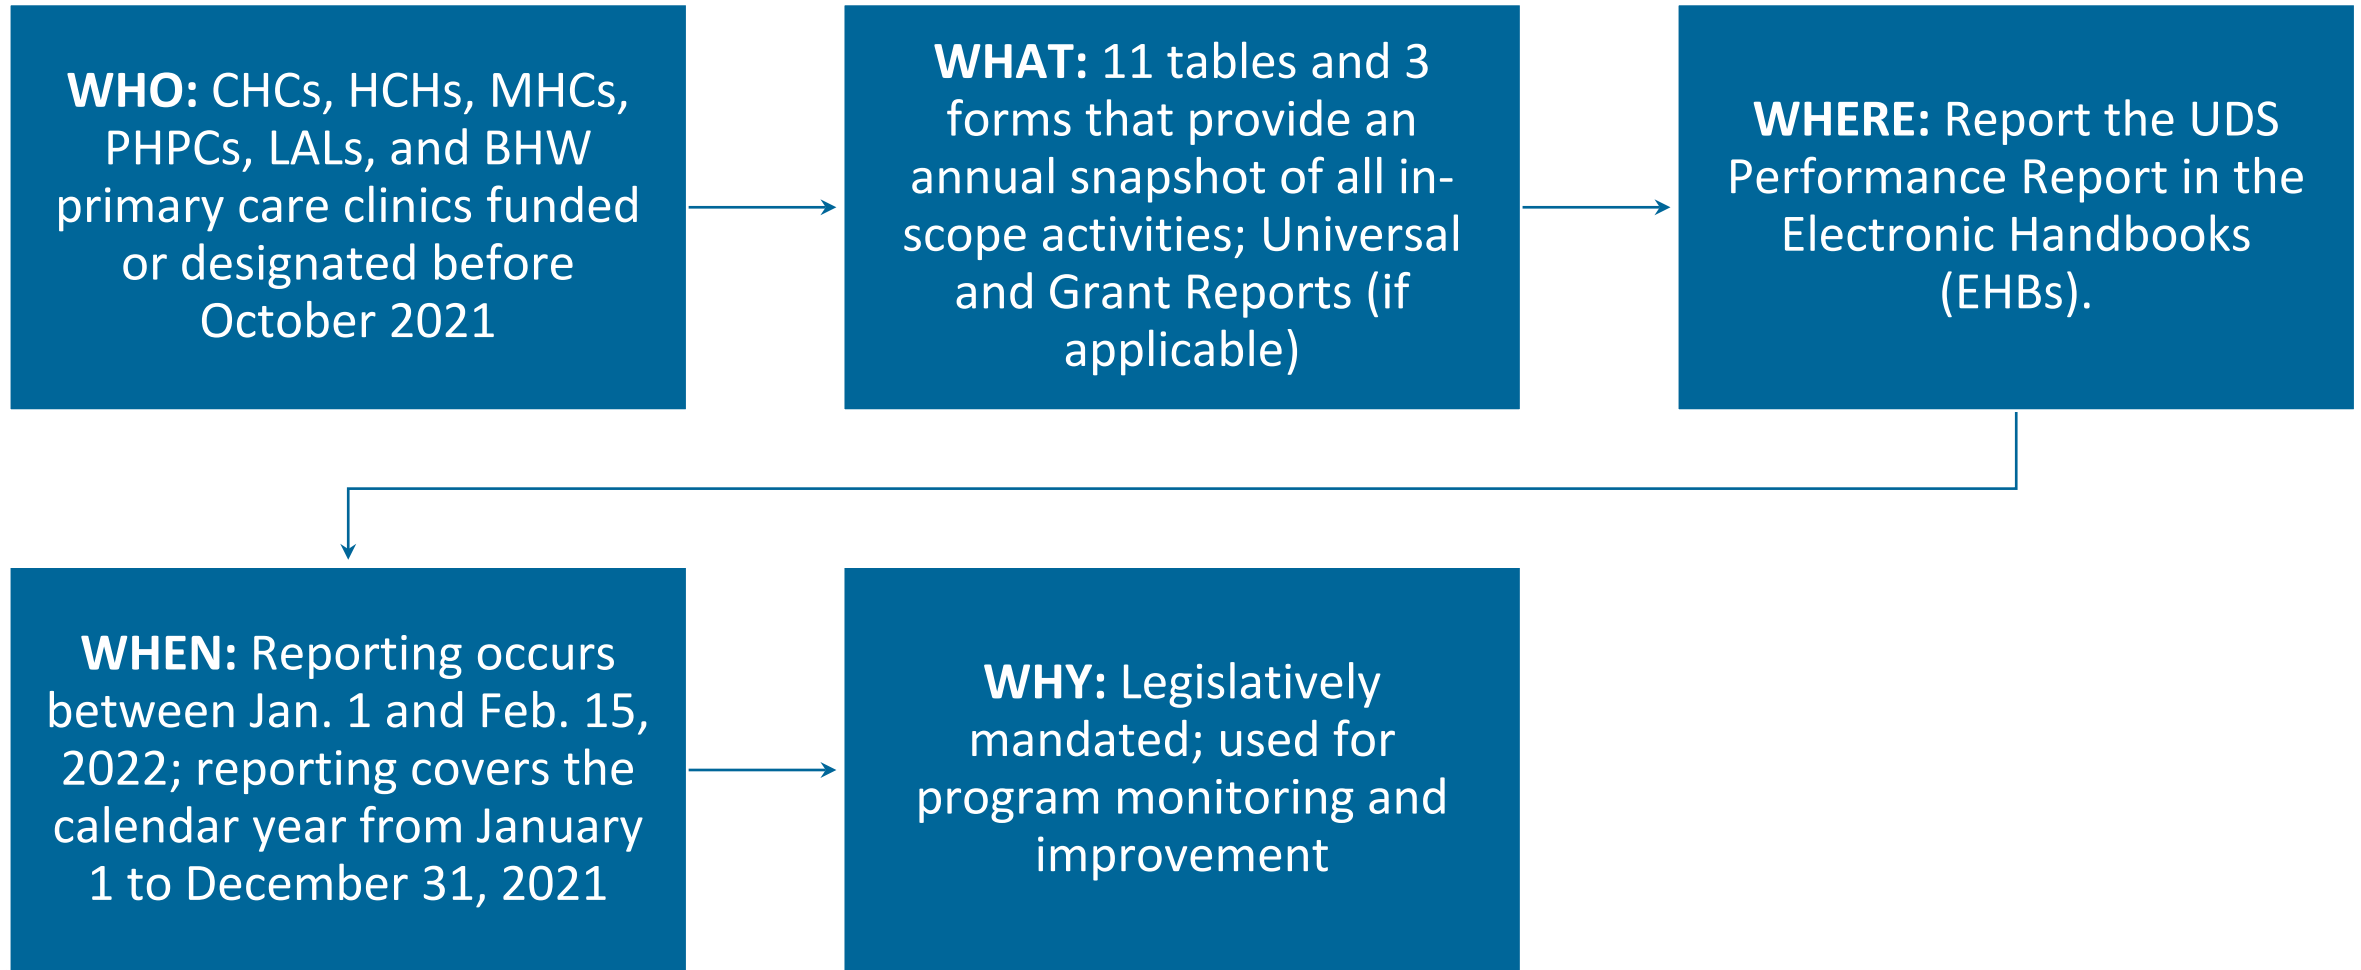 WHO: CHCs, HCHs, MHCs,
PHPCs, LALs, and BHW
primary care clinics funded
or designated before
October 2021
WHAT: 11 tables and 3
forms that provide an
annual snapshot of all in-
scope activities; Universal
and Grant Reports (if
applicable)
WHERE: Report the UDS
Performance Report in the
Electronic Handbooks
(EHBs).
WHEN: Reporting occurs
between Jan. 1 and Feb. 15,
2022; reporting covers the
calendar year from January
1 to December 31, 2021
WHY: Legislatively
mandated; used for
program monitoring and
improvement